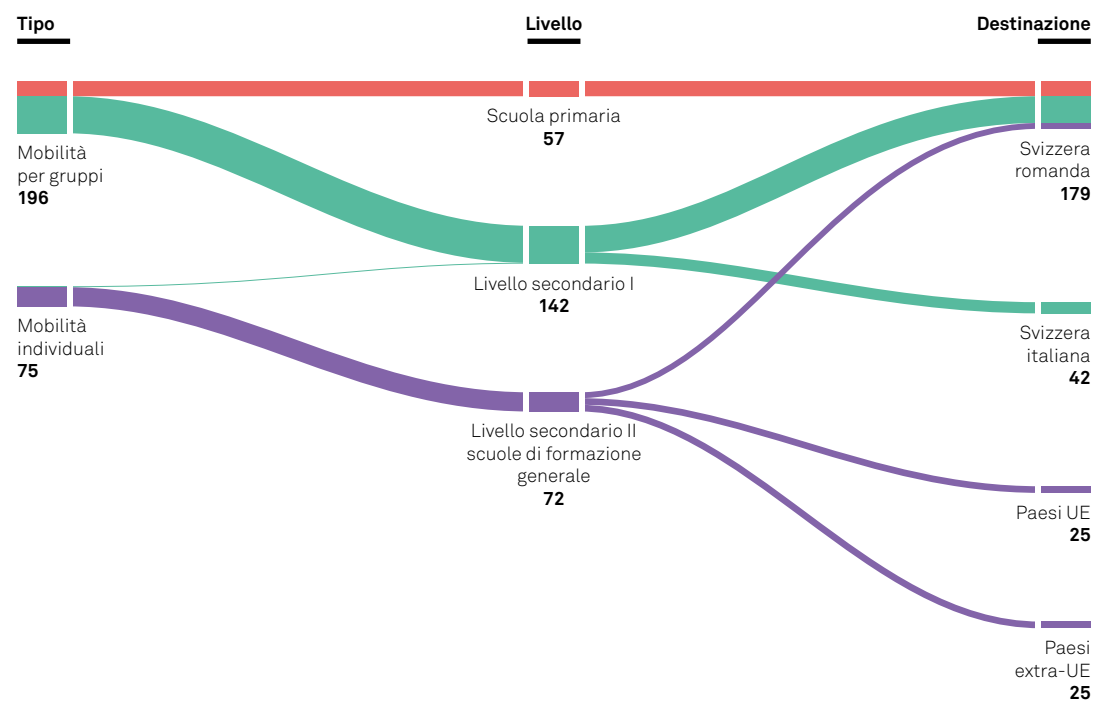 Tipo
Livello
Destinazione
Mobilità
per gruppi
196
Mobilità
individuali
75
Scuola primaria
57
Livello secondario I
142
Livello secondario II
scuole di formazione
generale
72
Svizzera
romanda
179
Svizzera
italiana
42
Paesi UE
25
Paesi
extra-UE
25